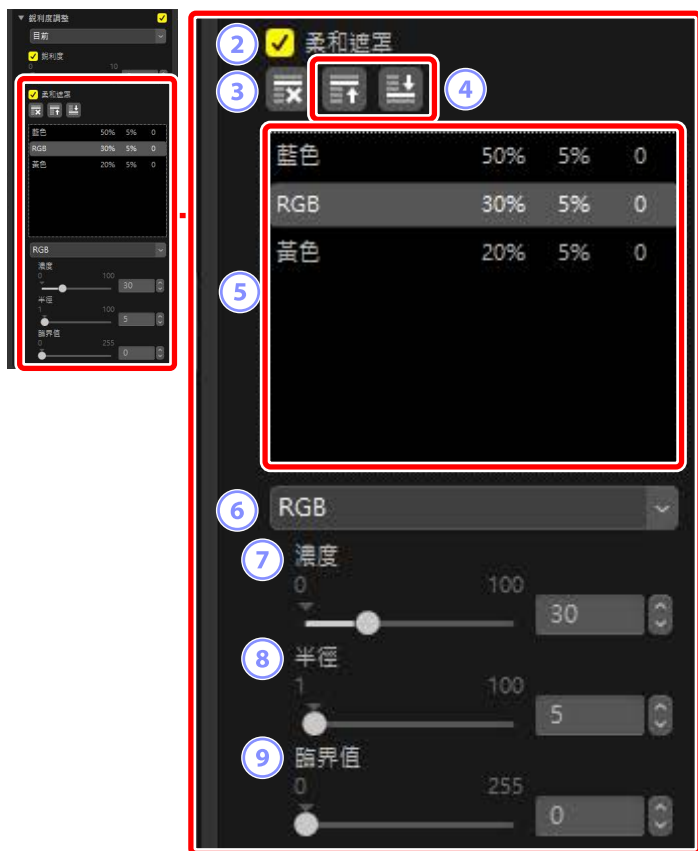 銳利度調整
目前
銳利度
0 10
柔和遮罩
藍色 50% 5% 0
RGB 30% 5% 0
黃色 20% 5% 0
RGB
濃度
0 100
30
半徑
1 100
5
臨界值
0 255
0
2 柔和遮罩
3 4
5
藍色 50% 5% 0
RGB 30% 5% 0
黃色 20% 5% 0
6 RGB
7 濃度
0 100
30
8 半徑
1 100
5
9 臨界值
0 255
0